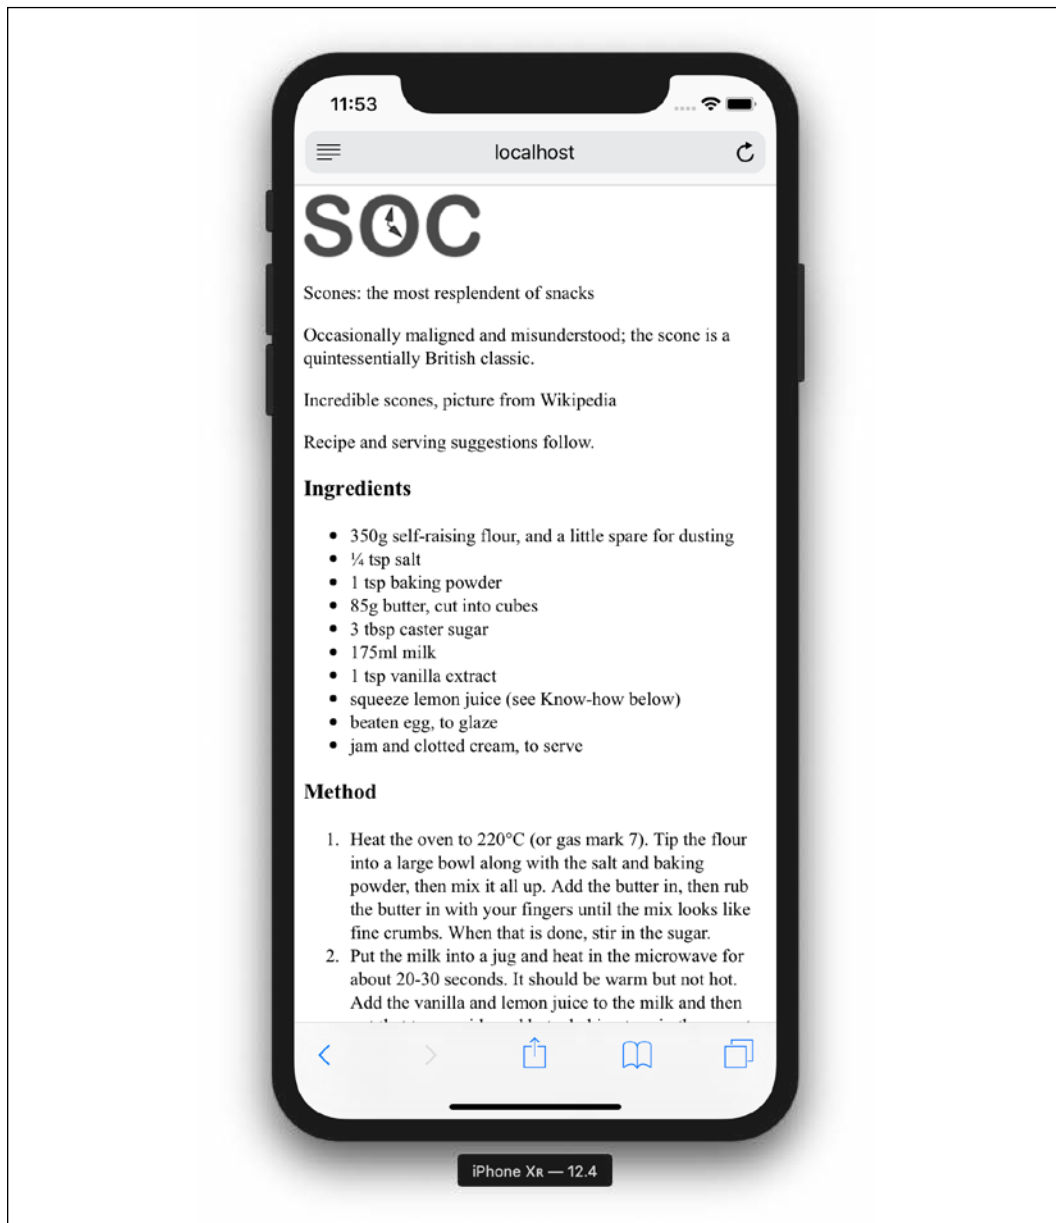 11:53
localhost
SOC
Scones: the most resplendent of snacks
Occasionally maligned and misunderstood; the scone is a
quintessentially British classic.
Incredible scones, picture from Wikipedia
Recipe and serving suggestions follow.
Ingredients
• 350g self-raising flour, and a little spare for dusting
• ¼ tsp salt
• 1 tsp baking powder
• 85g butter, cut into cubes
• 3 tbsp caster sugar
• 175ml milk
• 1 tsp vanilla extract
• squeeze lemon juice (see Know-how below)
• beaten egg, to glaze
• jam and clotted cream, to serve
Method
1. Heat the oven to 220°C (or gas mark 7). Tip the flour
into a large bowl along with the salt and baking
powder, then mix it all up. Add the butter in, then rub
the butter in with your fingers until the mix looks like
fine crumbs. When that is done, stir in the sugar.
2. Put the milk into a jug and heat in the microwave for
about 20-30 seconds. It should be warm but not hot.
Add the vanilla and lemon juice to the milk and then
iPhone XR — 12.4